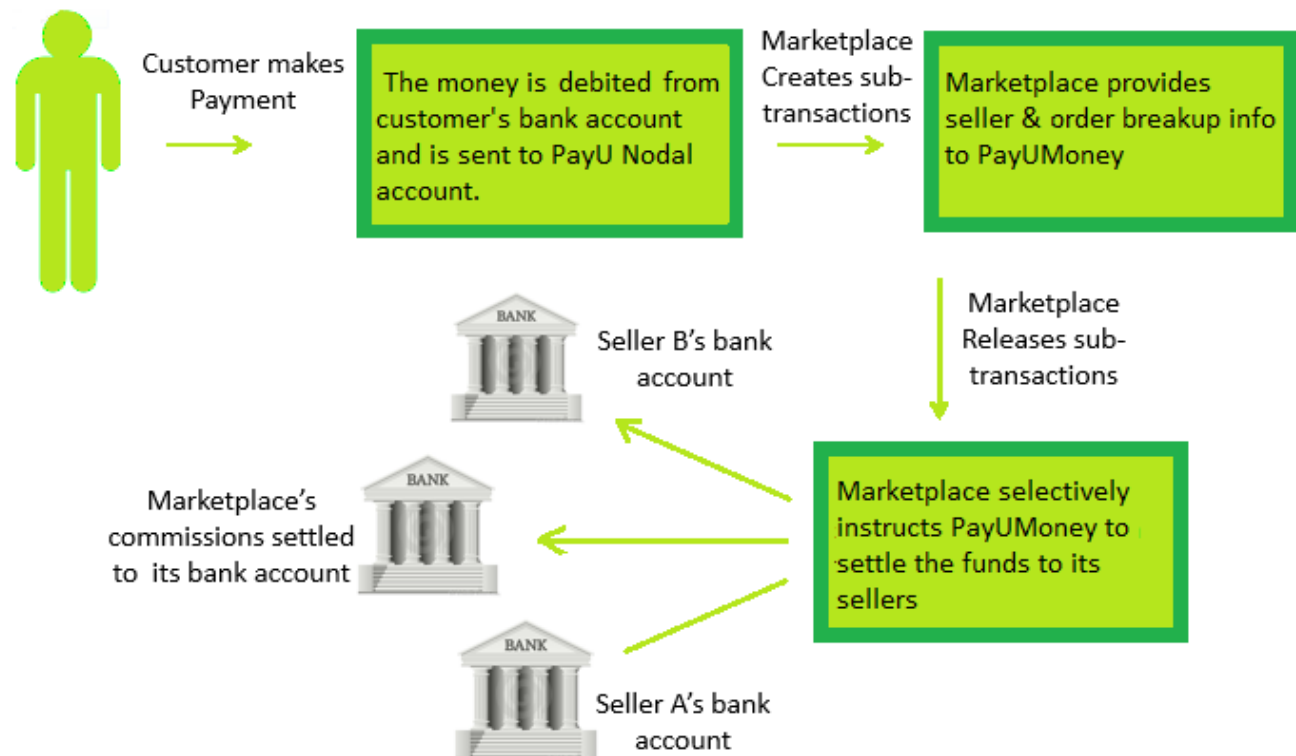 Customer makes
Payment
The money is debited from
customer's bank account
and is sent to PayU Nodal
account.
Marketplace
Creates sub-
transactions
Marketplace provides
seller & order breakup info
to PayUMoney
Marketplace
Releases sub-
transactions
Marketplace selectively
instructs PayUMoney to
settle the funds to its
sellers
BANK
Seller B's bank
account
BANK
Marketplace's
commissions settled
to its bank account
BANK
Seller A's bank
account